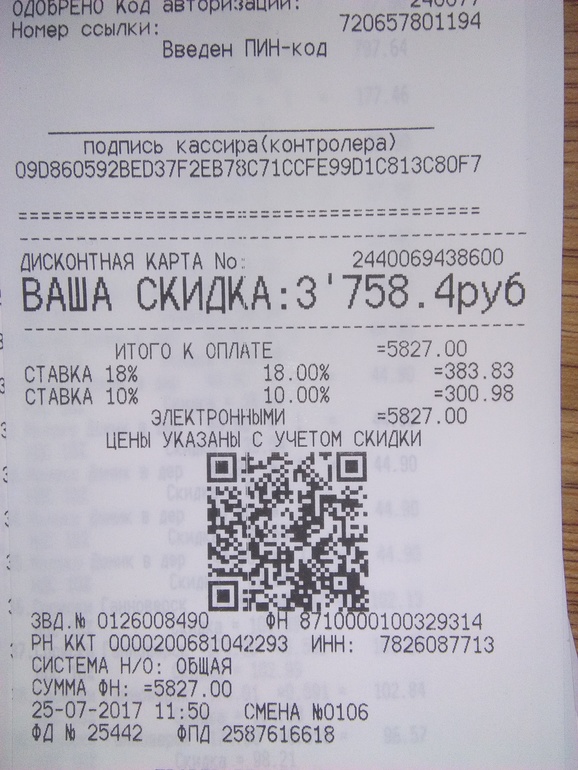 ОДОБРЕНО Код авторизации: 240077
Номер ссылки: 720657801194
Введен ПИН-код
подпись кассира(контролера)
09D860592BED37F2EB78C71CCFE99D1C813C80F7
================================================
ДИСКОНТНАЯ КАРТА No: 2440069438600
ВАША СКИДКА:3'758.4руб
ИТОГО К ОПЛАТЕ =5827.00
СТАВКА 18% 18.00% =383.83
СТАВКА 10% 10.00% =300.98
ЭЛЕКТРОННЫМИ =5827.00
ЦЕНЫ УКАЗАНЫ С УЧЕТОМ СКИДКИ
ЗВД.№ 0126008490 ФН 8710000100329314
РН ККТ 0000200681042293 ИНН: 7826087713
СИСТЕМА Н/О: ОБЩАЯ
СУММА ФН: =5827.00
25-07-2017 11:50 СМЕНА №0106
ФД № 25442 ФПД 2587616618